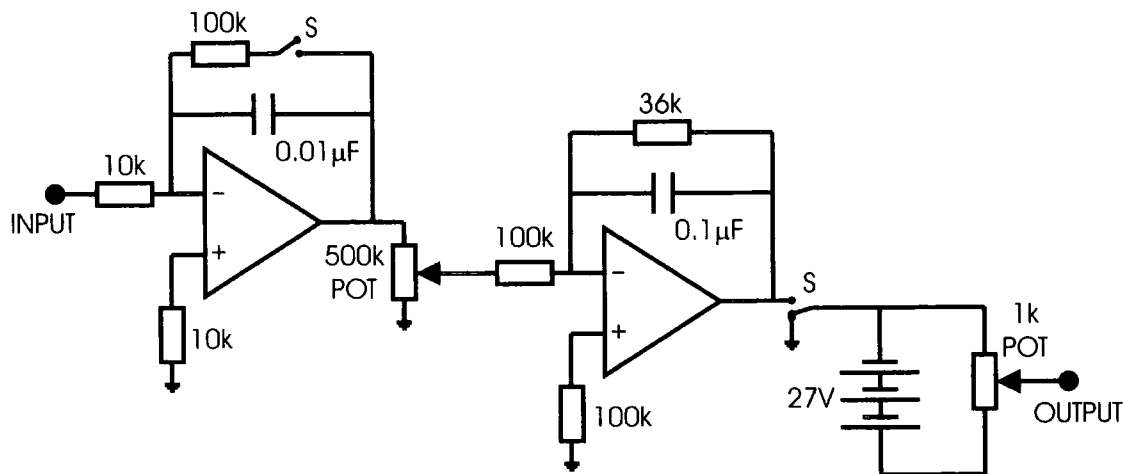 100k
S
0.01µF
10k
INPUT
−
+
10k
500k
POT
36k
0.1µF
100k
−
+
100k
S
27V
1k
POT
OUTPUT